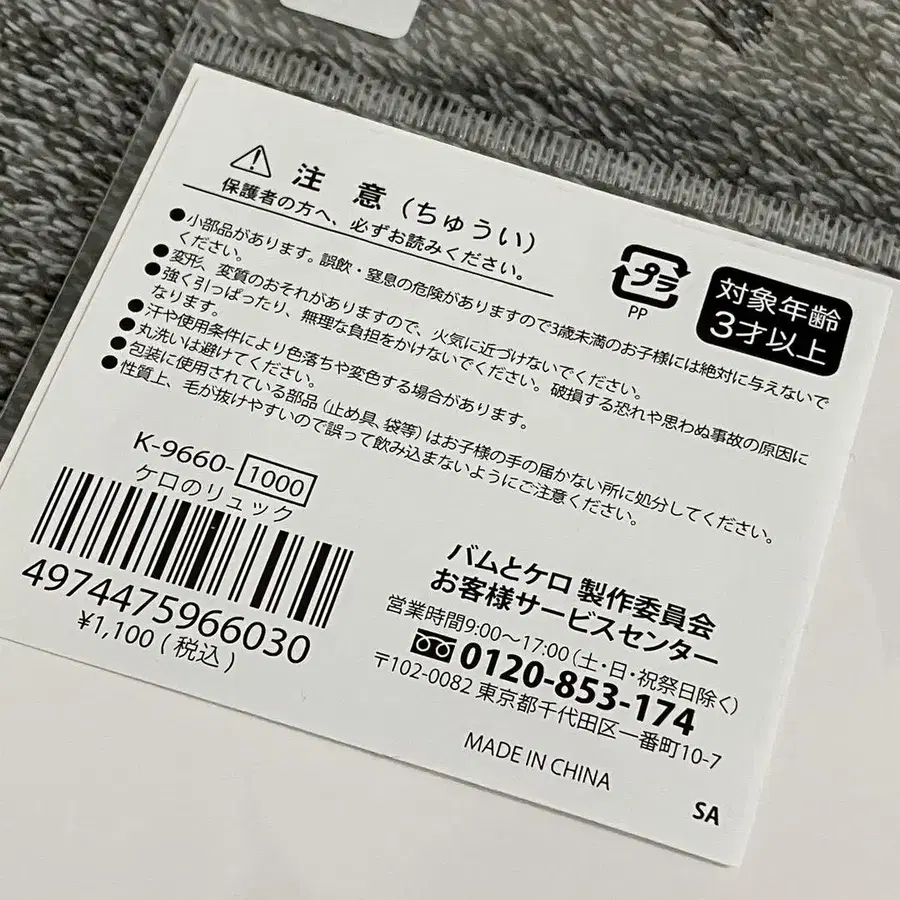 ⚠ 注 意 (ちゅうい)
保護者の方へ、必ずお読みください。
●小部品があります。誤飲・窒息の危険がありますので3歳未満のお子様には絶対に与えないで
ください。
●変形、変質のおそれがありますので、火気に近づけないでください。
●強く引っぱったり、無理な負担をかけないでください。破損する恐れや思わぬ事故の原因に
なります。
●汗や使用条件により色落ちや変色する場合があります。
●丸洗いは避けてください。
●包装に使用されている部品(止め具、袋等)はお子様の手の届かない所に処分してください。
●性質上、毛が抜けやすいので誤って飲み込まないようにご注意ください。
プラ
PP
対象年齢
3才以上
K-9660-1000
ケロのリュック
4974475966030
¥1,100(税込)
バムとケロ 製作委員会
お客様サービスセンター
営業時間9:00〜17:00(土・日・祝祭日除く)
0120-853-174
〒102-0082 東京都千代田区一番町10-7
MADE IN CHINA
SA